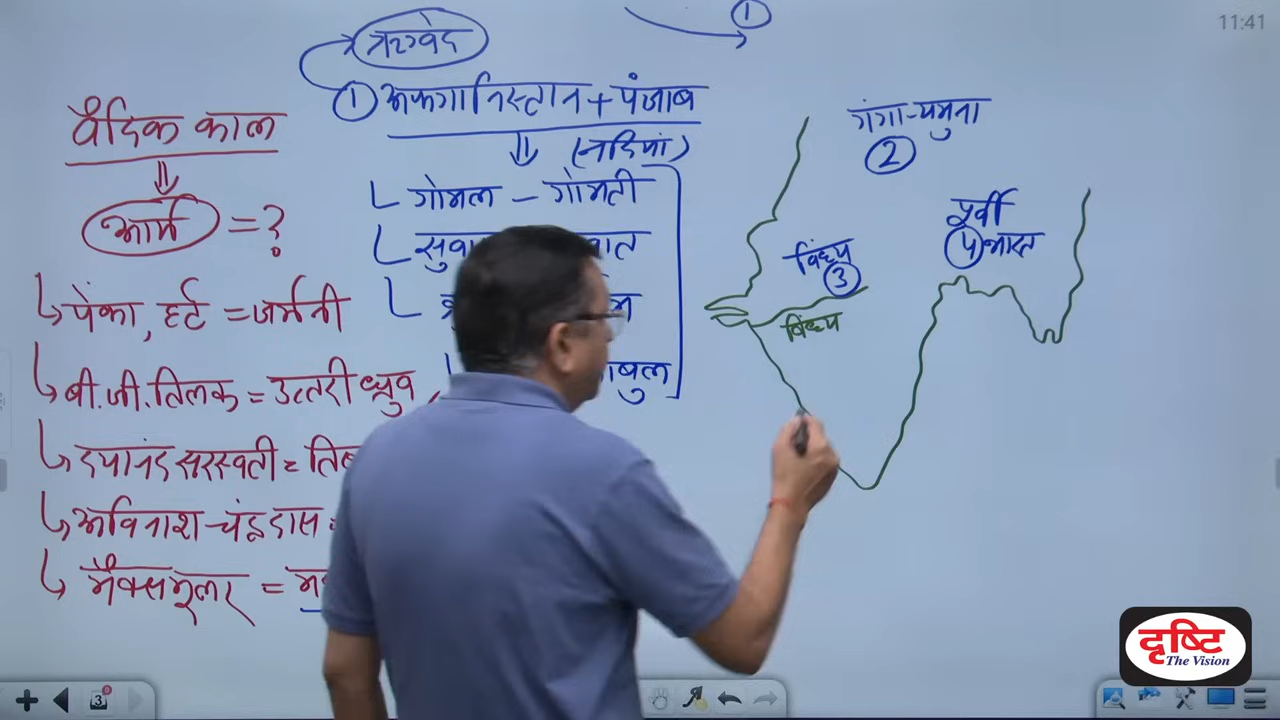 11:41
①
ऋग्वेद
① अफगानिस्तान + पंजाब
(नदियां)
गोमल - गोमती
वैदिक काल
आर्य = ?
पेंका, हर्ट = जर्मनी
बी.जी. तिलक = उत्तरी ध्रुव
दयानंद सरस्वती =
अविनाश-चंद्र दास
मैक्समूलर =
गंगा-यमुना
②
पूर्वी
④ भारत
विंध्य
③
विंध्य
दृष्टि
The Vision
3